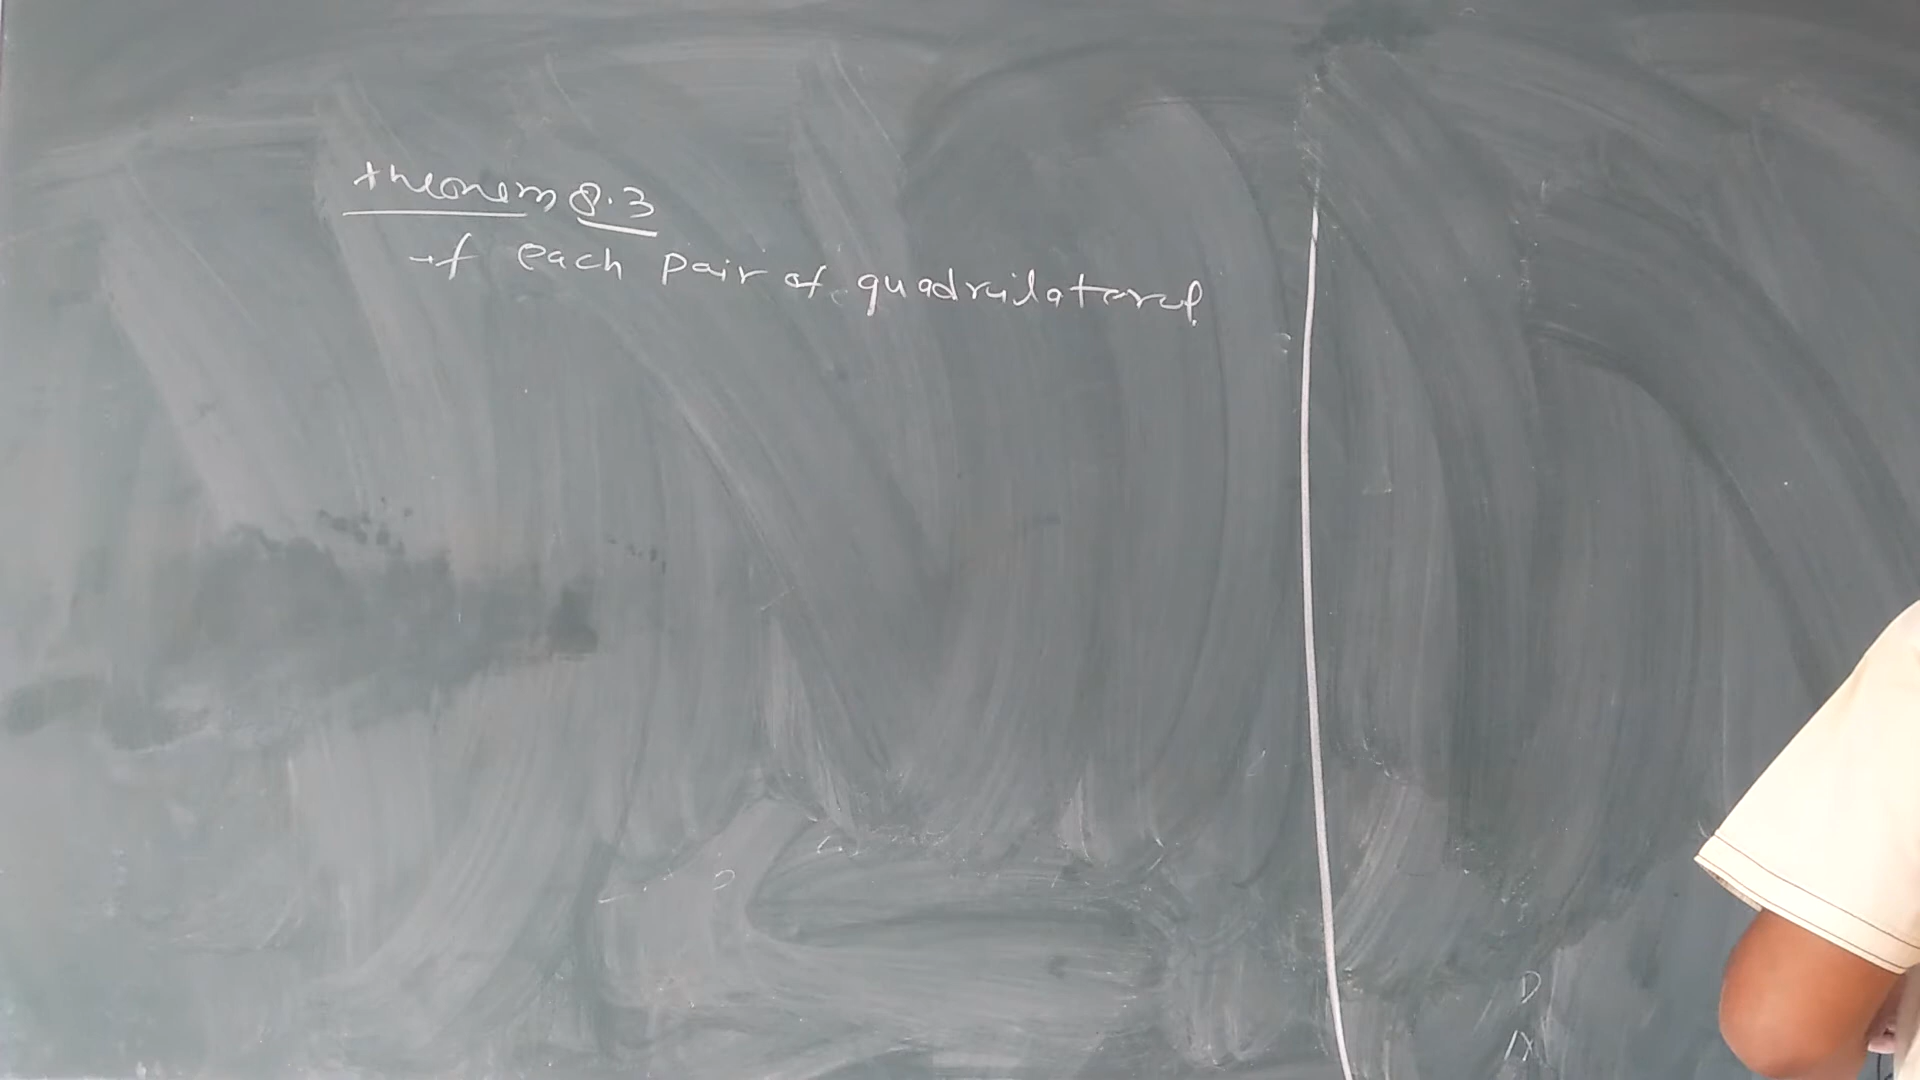 theorem 8.3
if each pair of quadrilateral
D